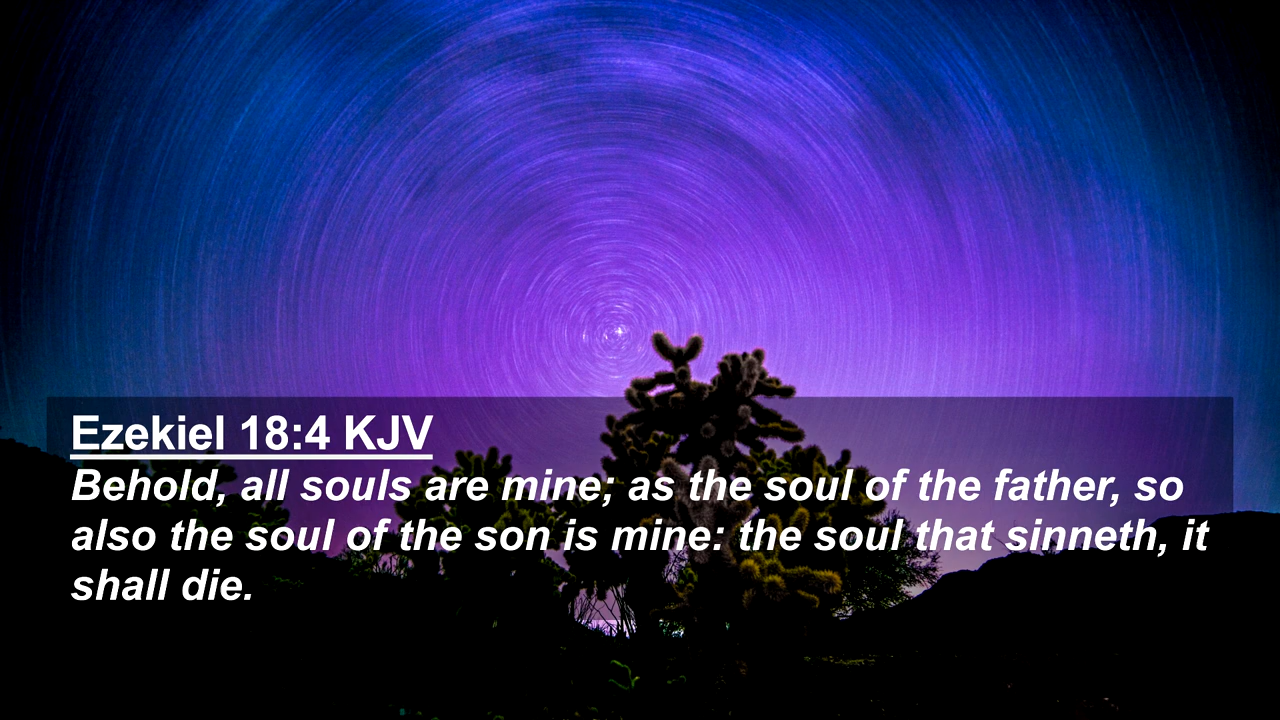 Ezekiel 18:4 KJV
Behold, all souls are mine; as the soul of the father, so
also the soul of the son is mine: the soul that sinneth, it
shall die.